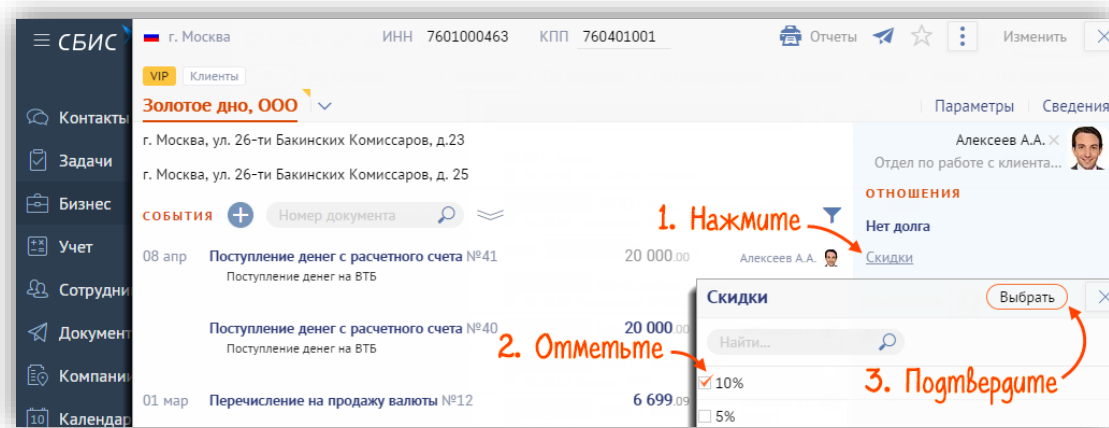 СБИС
г. Москва ИНН 7601000463 КПП 760401001 Отчеты Изменить
VIP Клиенты
Золотое дно, ООО
Параметры Сведения
Контакты
Задачи
Бизнес
Учет
Сотрудни
Документ
Компании
10 Календар
г. Москва, ул. 26-ти Бакинских Комиссаров, д.23
г. Москва, ул. 26-ти Бакинских Комиссаров, д. 25
Алексеев А.А.
Отдел по работе с клиента...
СОБЫТИЯ Номер документа
ОТНОШЕНИЯ
Нет долга
Скидки
1. Нажмите
08 апр Поступление денег с расчетного счета №41 20 000.00 Алексеев А.А.
Поступление денег на ВТБ
Поступление денег с расчетного счета №40 20 000.00
Поступление денег на ВТБ
01 мар Перечисление на продажу валюты №12 6 699.09
Скидки Выбрать
Найти...
2. Отметьте
10%
5%
3. Подтвердите